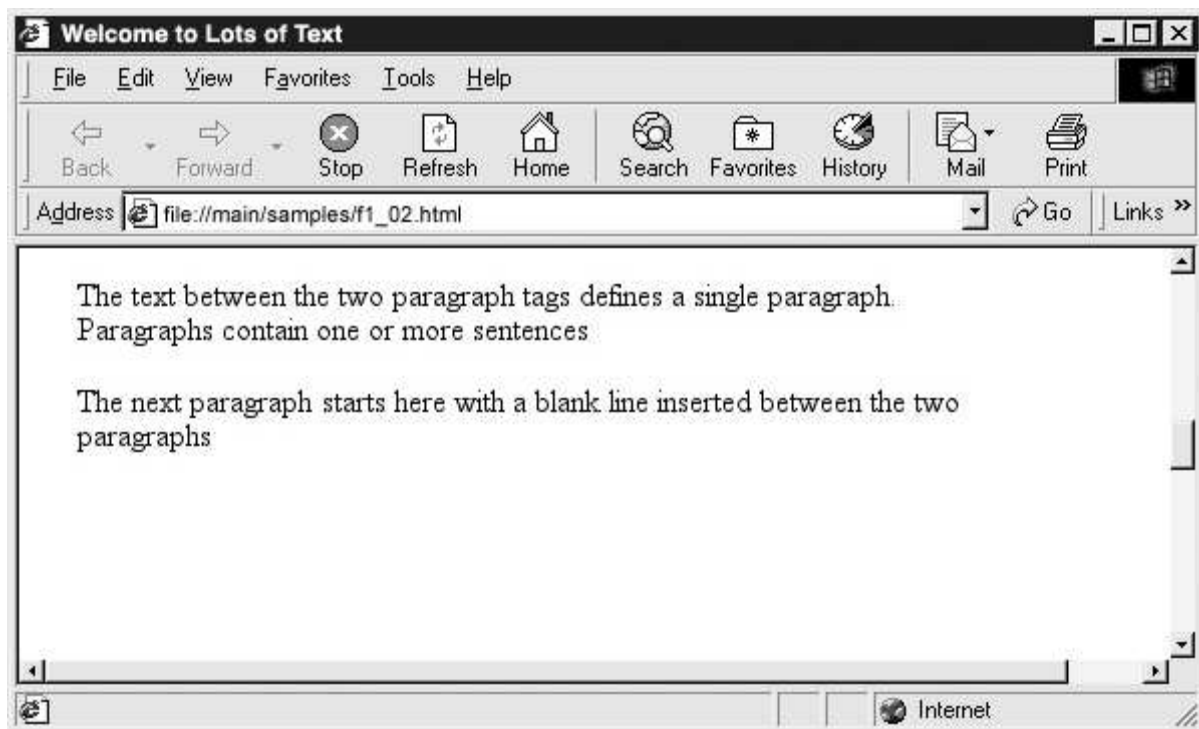 Welcome to Lots of Text
File Edit View Favorites Tools Help
Back Forward Stop Refresh Home Search Favorites History Mail Print
Address file://main/samples/f1_02.html Go Links »
The text between the two paragraph tags defines a single paragraph.
Paragraphs contain one or more sentences
The next paragraph starts here with a blank line inserted between the two
paragraphs
Internet